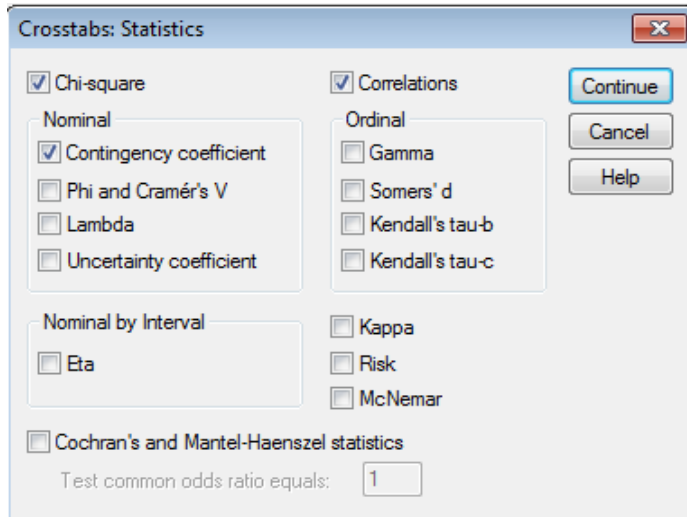 Crosstabs: Statistics
Chi-square
Correlations
Continue
Cancel
Help
Nominal
Contingency coefficient
Phi and Cramér's V
Lambda
Uncertainty coefficient
Ordinal
Gamma
Somers' d
Kendall's tau-b
Kendall's tau-c
Nominal by Interval
Eta
Kappa
Risk
McNemar
Cochran's and Mantel-Haenszel statistics
Test common odds ratio equals: 1